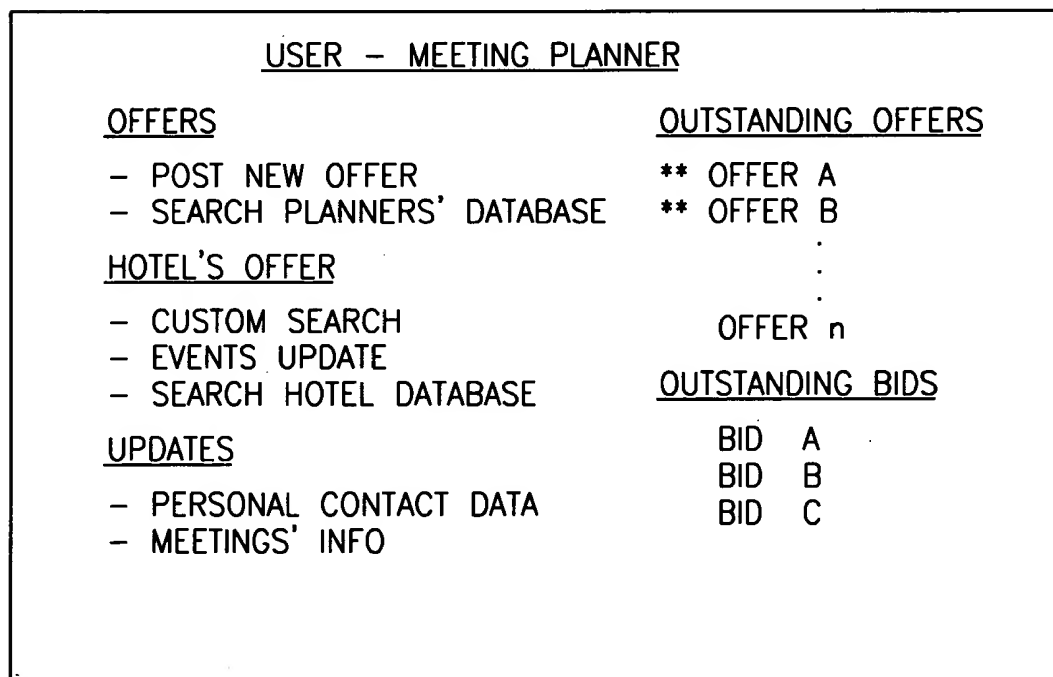 USER – MEETING PLANNER
OFFERS
– POST NEW OFFER
– SEARCH PLANNERS' DATABASE
HOTEL'S OFFER
– CUSTOM SEARCH
– EVENTS UPDATE
– SEARCH HOTEL DATABASE
UPDATES
– PERSONAL CONTACT DATA
– MEETINGS' INFO
OUTSTANDING OFFERS
** OFFER A
** OFFER B
.
.
.
OFFER n
OUTSTANDING BIDS
BID A
BID B
BID C